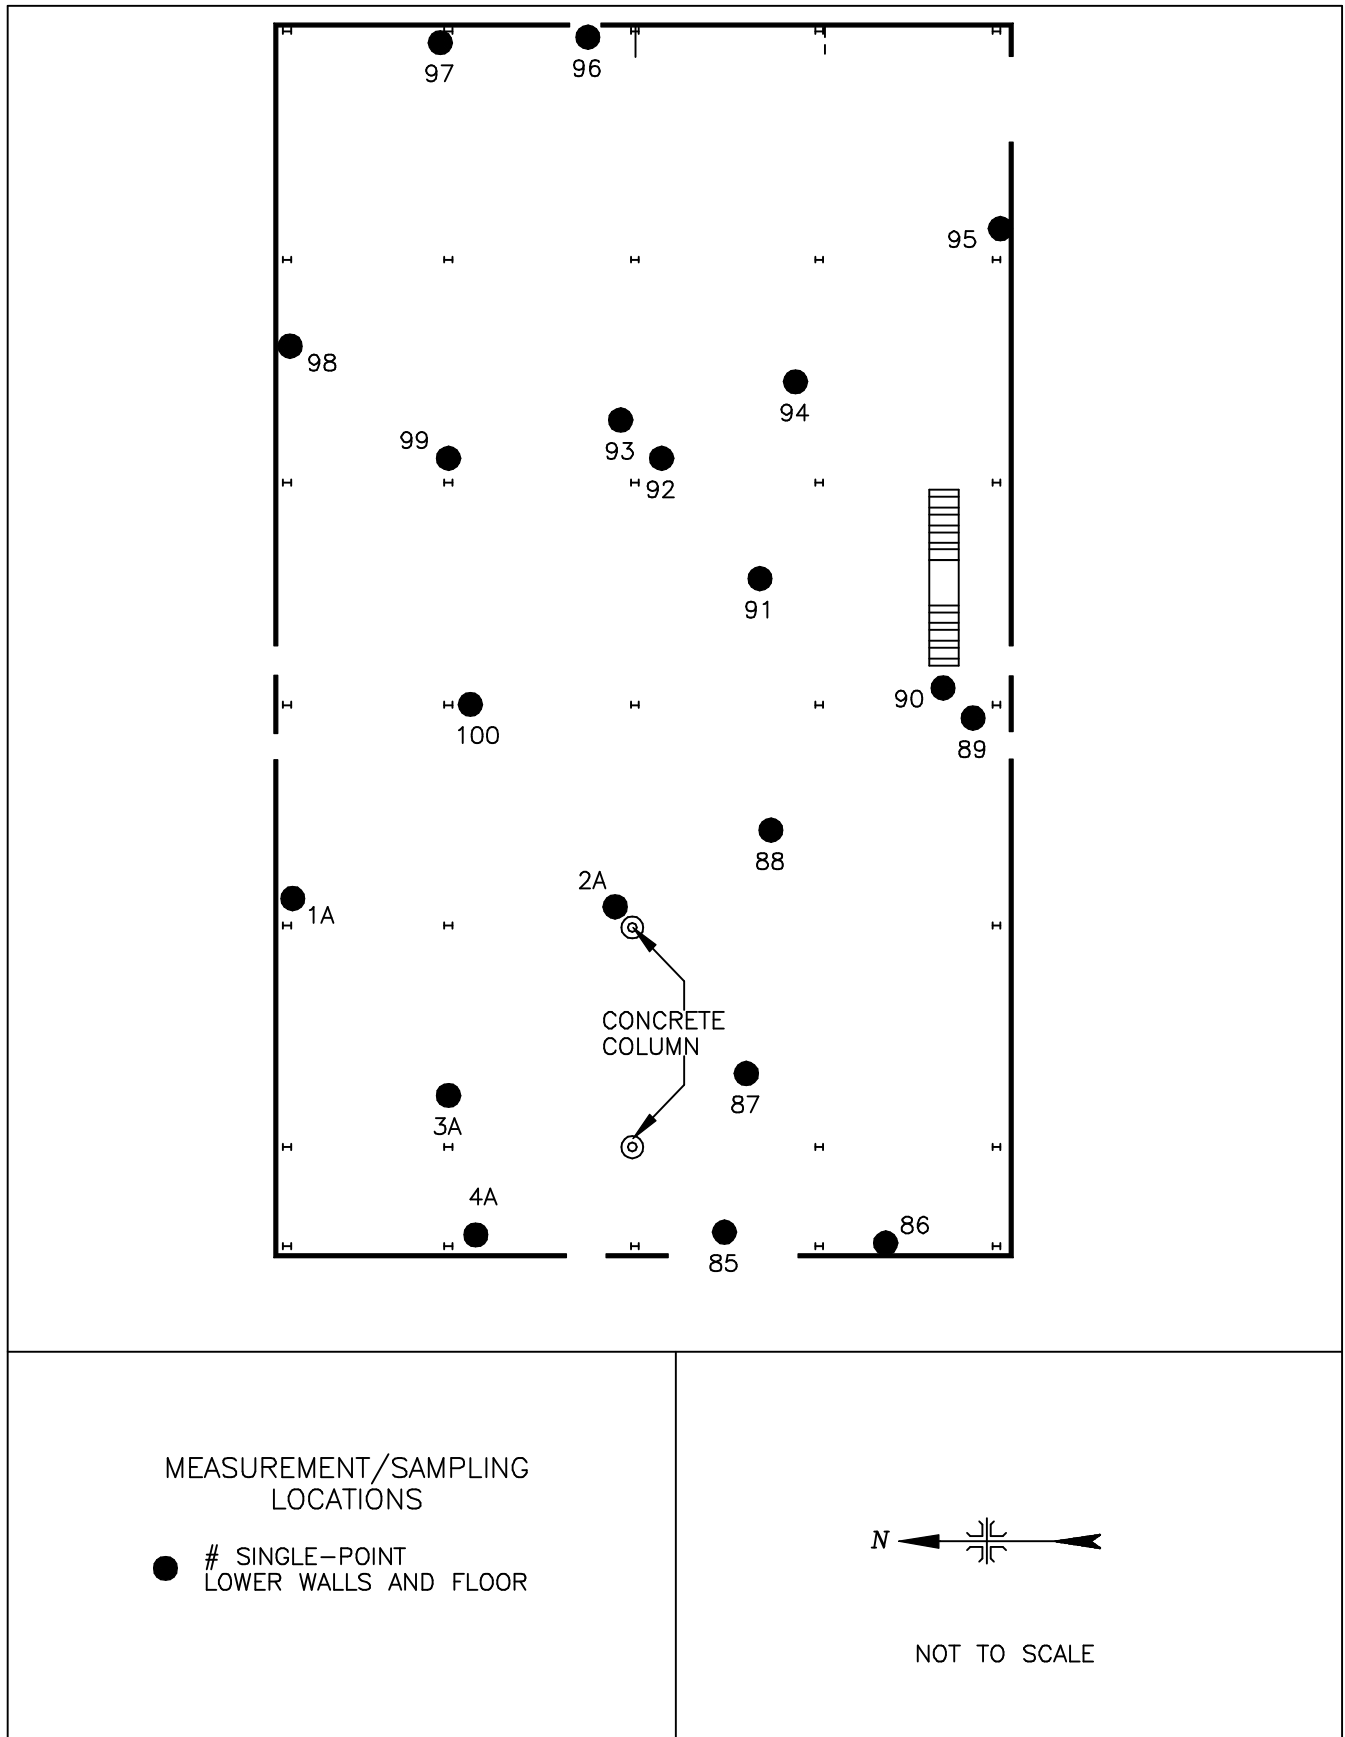 97
96
95
98
94
99
93
92
91
90
100
89
88
2A
1A
CONCRETE
COLUMN
87
3A
4A
86
85
MEASUREMENT/SAMPLING
LOCATIONS
# SINGLE-POINT
LOWER WALLS AND FLOOR
N
NOT TO SCALE